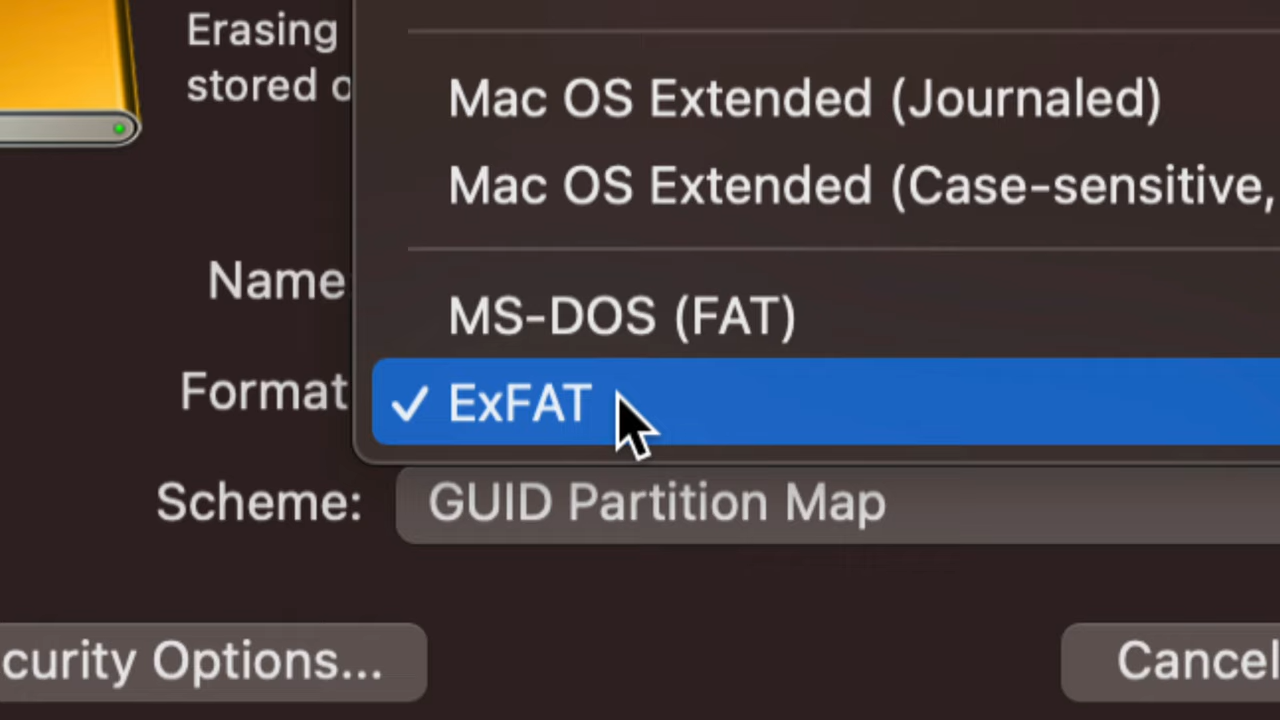 Erasing
stored
Mac OS Extended (Journaled)
Mac OS Extended (Case-sensitive,
Name
MS-DOS (FAT)
Format
✓ ExFAT
Scheme: GUID Partition Map
curity Options...
Cancel